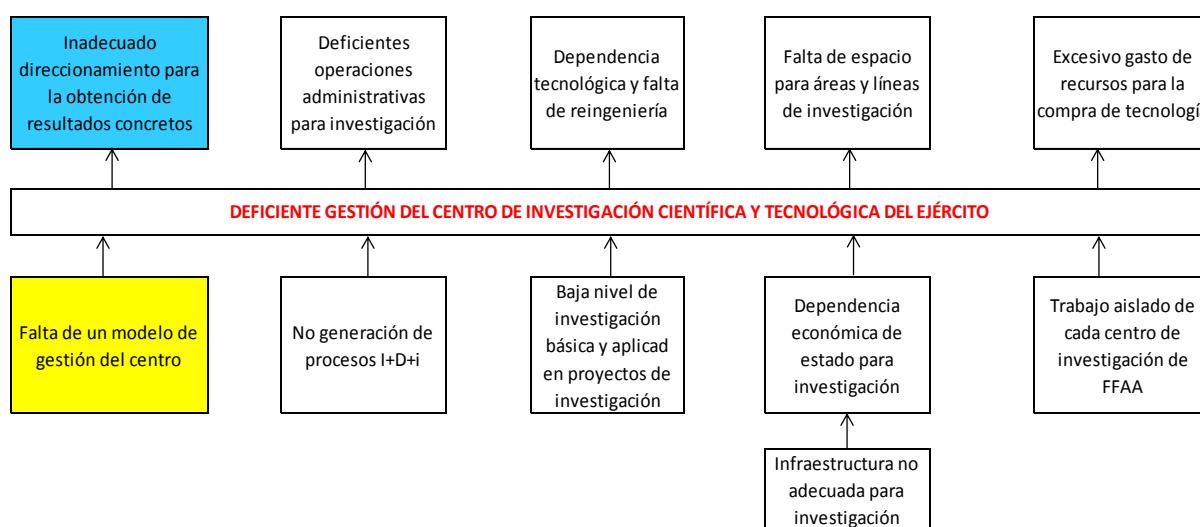 Inadecuado
direccionamiento para
la obtención de
resultados concretos
Deficientes
operaciones
administrativas
para investigación
Dependencia
tecnológica y falta
de reingeniería
Falta de espacio
para áreas y líneas
de investigación
Excesivo gasto de
recursos para la
compra de tecnologí
DEFICIENTE GESTIÓN DEL CENTRO DE INVESTIGACIÓN CIENTÍFICA Y TECNOLÓGICA DEL EJÉRCITO
Falta de un modelo de
gestión del centro
No generación de
procesos I+D+i
Baja nivel de
investigación
básica y aplicad
en proyectos de
investigación
Dependencia
económica de
estado para
investigación
Trabajo aislado de
cada centro de
investigación de
FFAA
Infraestructura no
adecuada para
investigación